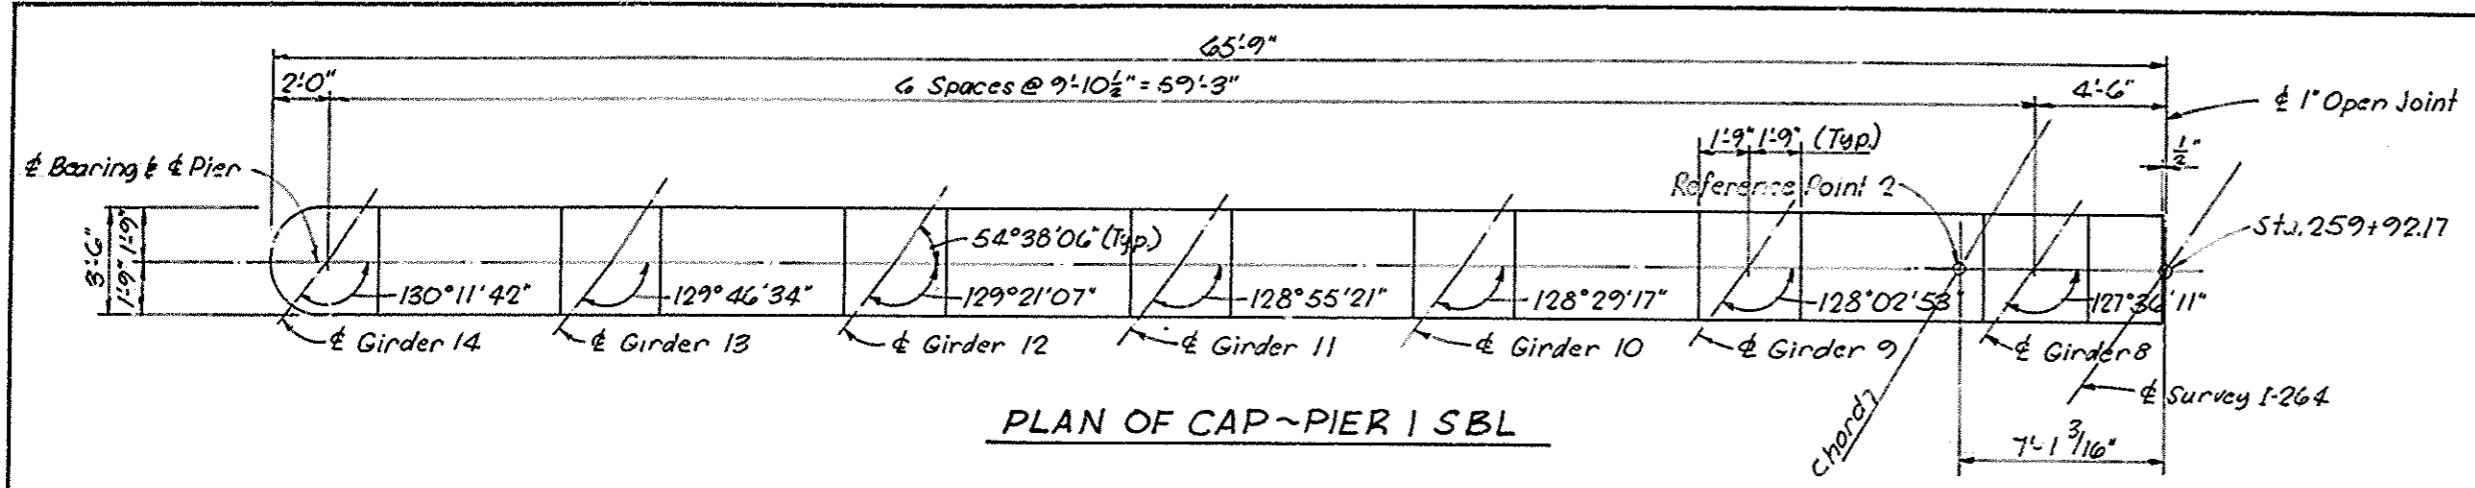 65'-9"
2'-0"
6 Spaces @ 9'-10½" = 59'-3"
4'-6"
℄ 1" Open Joint
1'-9" 1'-9" (Typ.)
½"
℄ Bearing & ℄ Pier
Reference Point 2
3'-6"
1'-9" 1'-9"
54°38'06" (Typ.)
Sta. 259+92.17
130°11'42"
129°46'34"
129°21'07"
128°55'21"
128°29'17"
128°02'53"
127°36'11"
℄ Girder 14
℄ Girder 13
℄ Girder 12
℄ Girder 11
℄ Girder 10
℄ Girder 9
℄ Girder 8
℄ Survey I-264
PLAN OF CAP ~ PIER 1 SBL
Chord
7'-1 3/16"